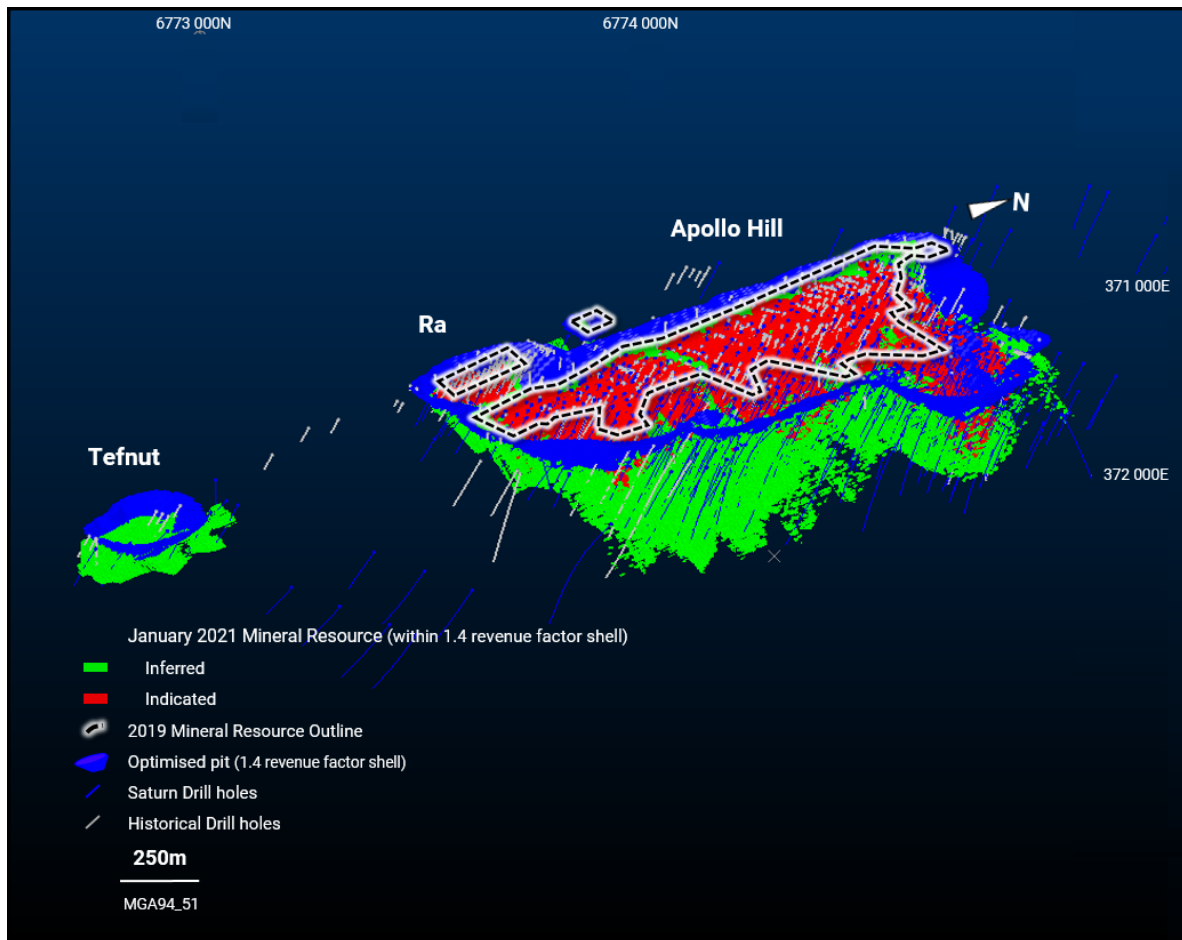 6773 000N
6774 000N
N
Apollo Hill
371 000E
Ra
Tefnut
372 000E
January 2021 Mineral Resource (within 1.4 revenue factor shell)
Inferred
Indicated
2019 Mineral Resource Outline
Optimised pit (1.4 revenue factor shell)
Saturn Drill holes
Historical Drill holes
250m
MGA94_51